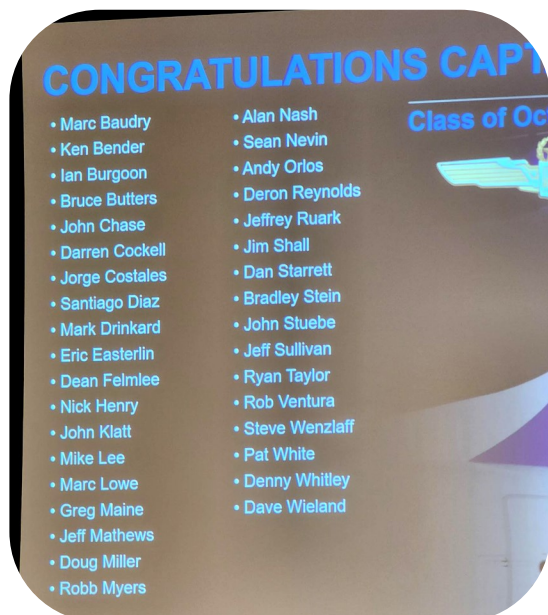 CONGRATULATIONS CAPT
Class of Oc
• Marc Baudry
• Ken Bender
• Ian Burgoon
• Bruce Butters
• John Chase
• Darren Cockell
• Jorge Costales
• Santiago Diaz
• Mark Drinkard
• Eric Easterlin
• Dean Felmlee
• Nick Henry
• John Klatt
• Mike Lee
• Marc Lowe
• Greg Maine
• Jeff Mathews
• Doug Miller
• Robb Myers
• Alan Nash
• Sean Nevin
• Andy Orlos
• Deron Reynolds
• Jeffrey Ruark
• Jim Shall
• Dan Starrett
• Bradley Stein
• John Stuebe
• Jeff Sullivan
• Ryan Taylor
• Rob Ventura
• Steve Wenzlaff
• Pat White
• Denny Whitley
• Dave Wieland